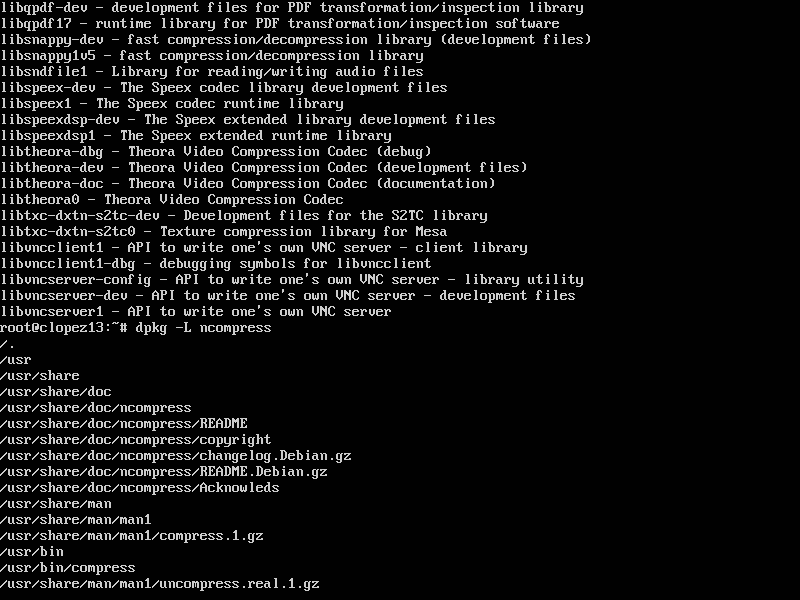 libqpdf-dev - development files for PDF transformation/inspection library
libqpdf17 - runtime library for PDF transformation/inspection software
libsnappy-dev - fast compression/decompression library (development files)
libsnappy1v5 - fast compression/decompression library
libsndfile1 - Library for reading/writing audio files
libspeex-dev - The Speex codec library development files
libspeex1 - The Speex codec runtime library
libspeexdsp-dev - The Speex extended library development files
libspeexdsp1 - The Speex extended runtime library
libtheora-dbg - Theora Video Compression Codec (debug)
libtheora-dev - Theora Video Compression Codec (development files)
libtheora-doc - Theora Video Compression Codec (documentation)
libtheora0 - Theora Video Compression Codec
libtxc-dxtn-s2tc-dev - Development files for the S2TC library
libtxc-dxtn-s2tc0 - Texture compression library for Mesa
libvncclient1 - API to write one's own VNC server - client library
libvncclient1-dbg - debugging symbols for libvncclient
libvncserver-config - API to write one's own VNC server - library utility
libvncserver-dev - API to write one's own VNC server - development files
libvncserver1 - API to write one's own VNC server
root@clopez13:~# dpkg -L ncompress
/.
/usr
/usr/share
/usr/share/doc
/usr/share/doc/ncompress
/usr/share/doc/ncompress/README
/usr/share/doc/ncompress/copyright
/usr/share/doc/ncompress/changelog.Debian.gz
/usr/share/doc/ncompress/README.Debian.gz
/usr/share/doc/ncompress/Acknowleds
/usr/share/man
/usr/share/man/man1
/usr/share/man/man1/compress.1.gz
/usr/bin
/usr/bin/compress
/usr/share/man/man1/uncompress.real.1.gz